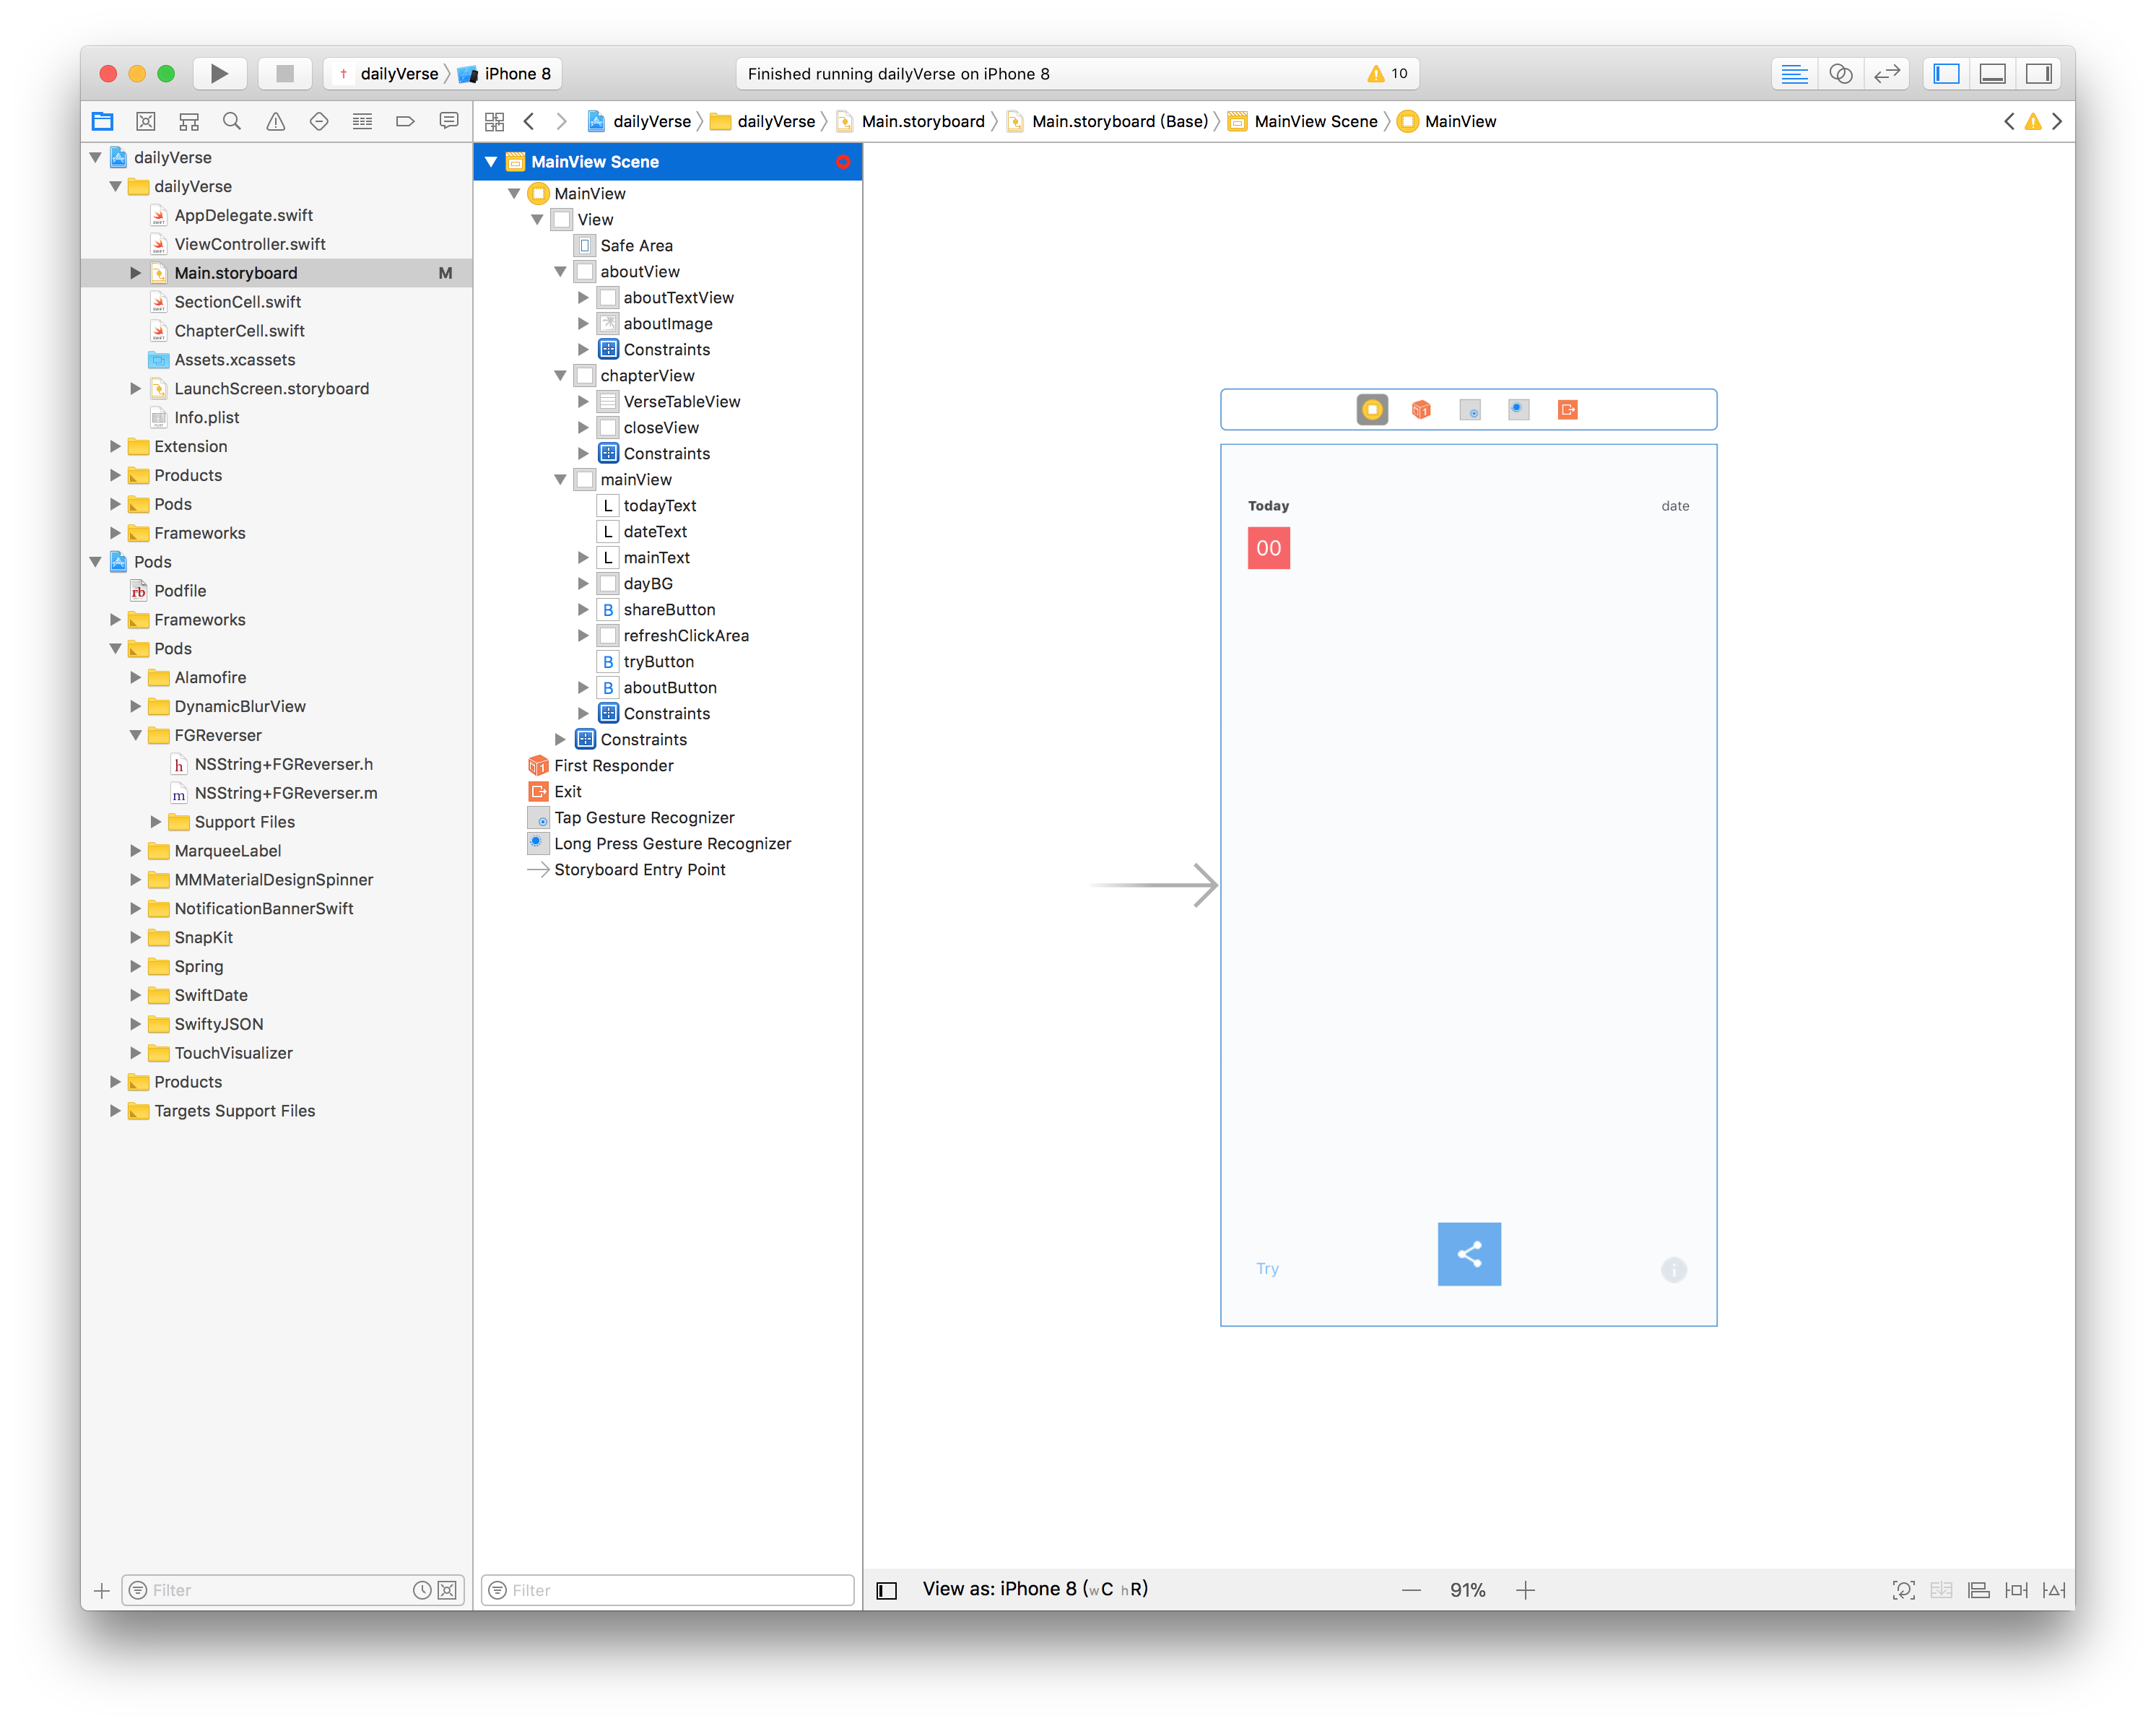 dailyVerse iPhone 8
Finished running dailyVerse on iPhone 8 10
dailyVerse dailyVerse Main.storyboard Main.storyboard (Base) MainView Scene MainView
dailyVerse
dailyVerse
AppDelegate.swift
ViewController.swift
Main.storyboard M
SectionCell.swift
ChapterCell.swift
Assets.xcassets
LaunchScreen.storyboard
Info.plist
Extension
Products
Pods
Frameworks
Pods
Podfile
Frameworks
Pods
Alamofire
DynamicBlurView
FGReverser
NSString+FGReverser.h
NSString+FGReverser.m
Support Files
MarqueeLabel
MMMaterialDesignSpinner
NotificationBannerSwift
SnapKit
Spring
SwiftDate
SwiftyJSON
TouchVisualizer
Products
Targets Support Files
Filter
MainView Scene
MainView
View
Safe Area
aboutView
aboutTextView
aboutImage
Constraints
chapterView
VerseTableView
closeView
Constraints
mainView
L todayText
L dateText
L mainText
dayBG
B shareButton
refreshClickArea
B tryButton
B aboutButton
Constraints
Constraints
First Responder
Exit
Tap Gesture Recognizer
Long Press Gesture Recognizer
Storyboard Entry Point
Filter
Today date
00
Try
View as: iPhone 8 (wC hR)
91%